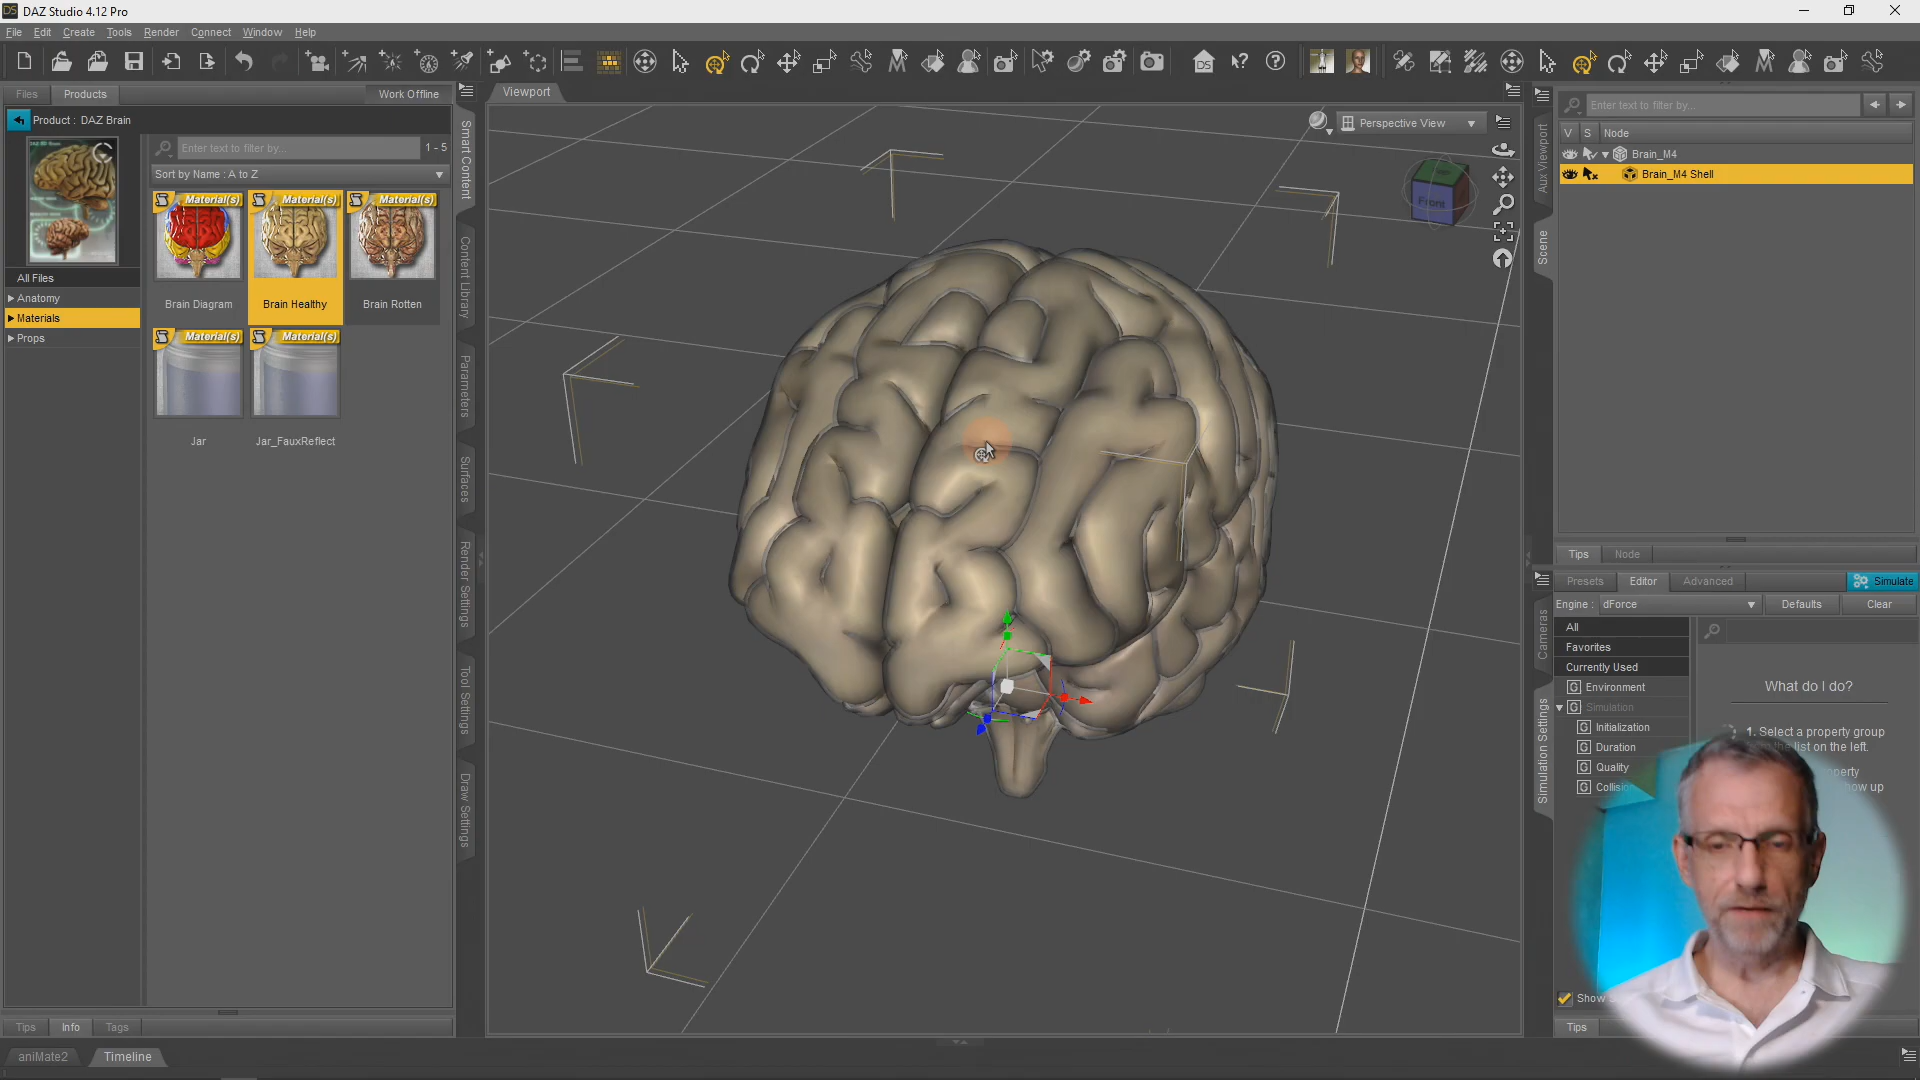 DAZ Studio 4.12 Pro
File Edit Create Tools Render Connect Window Help
Files Products Work Offline
Product : DAZ Brain
Enter text to filter by... 1 - 5
Sort by Name : A to Z
All Files
Anatomy
Materials
Props
Material(s) Material(s) Material(s)
Brain Diagram Brain Healthy Brain Rotten
Material(s) Material(s)
Jar Jar_FauxReflect
Tips Info Tags
aniMate2 Timeline
Smart Content
Content Library
Parameters
Surfaces
Render Settings
Tool Settings
Draw Settings
Viewport
Perspective View
Front
Aux Viewport
Scene
Enter text to filter by...
V S Node
Brain_M4
Brain_M4 Shell
Tips Node
Cameras
Simulation Settings
Presets Editor Advanced Simulate
Engine : dForce Defaults Clear
All
Favorites
Currently Used
Environment
Simulation
Initialization
Duration
Quality
What do I do?
1. Select a property group
the list on the left.
Show
Tips